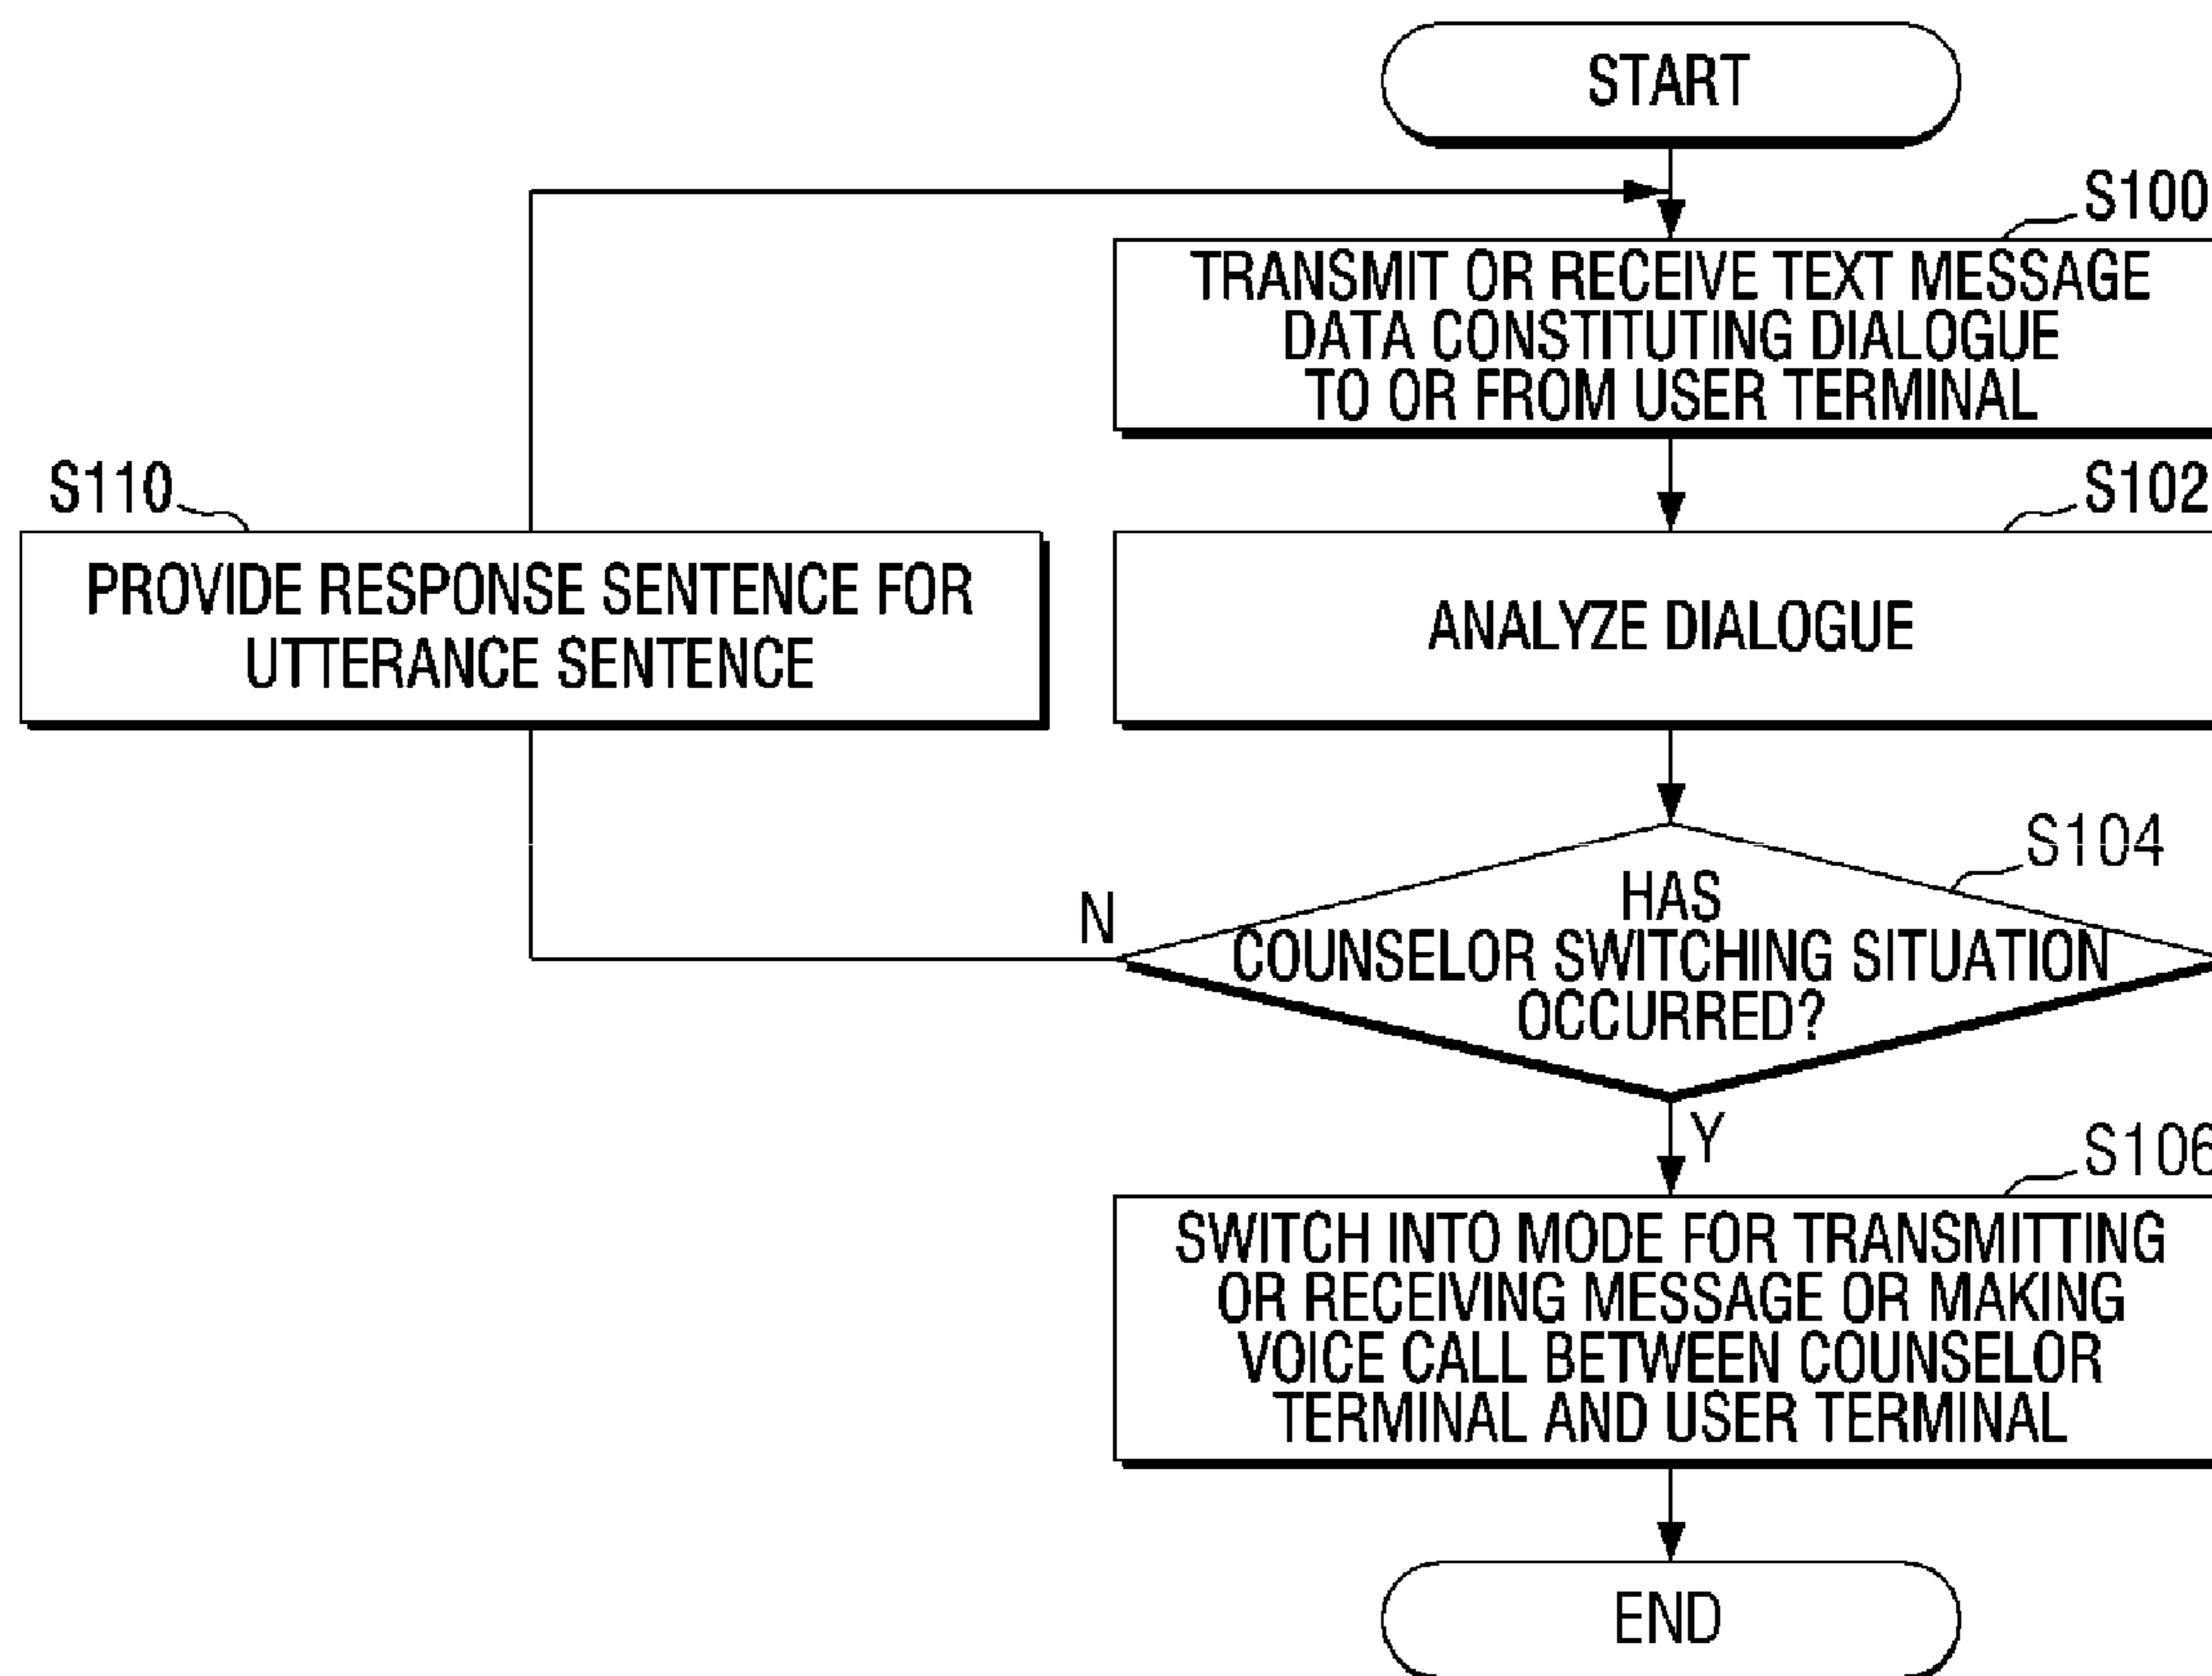 START
S100
TRANSMIT OR RECEIVE TEXT MESSAGE
DATA CONSTITUTING DIALOGUE
TO OR FROM USER TERMINAL
S110
PROVIDE RESPONSE SENTENCE FOR
UTTERANCE SENTENCE
S102
ANALYZE DIALOGUE
S104
HAS
COUNSELOR SWITCHING SITUATION
OCCURRED?
N
Y
S106
SWITCH INTO MODE FOR TRANSMITTING
OR RECEIVING MESSAGE OR MAKING
VOICE CALL BETWEEN COUNSELOR
TERMINAL AND USER TERMINAL
END